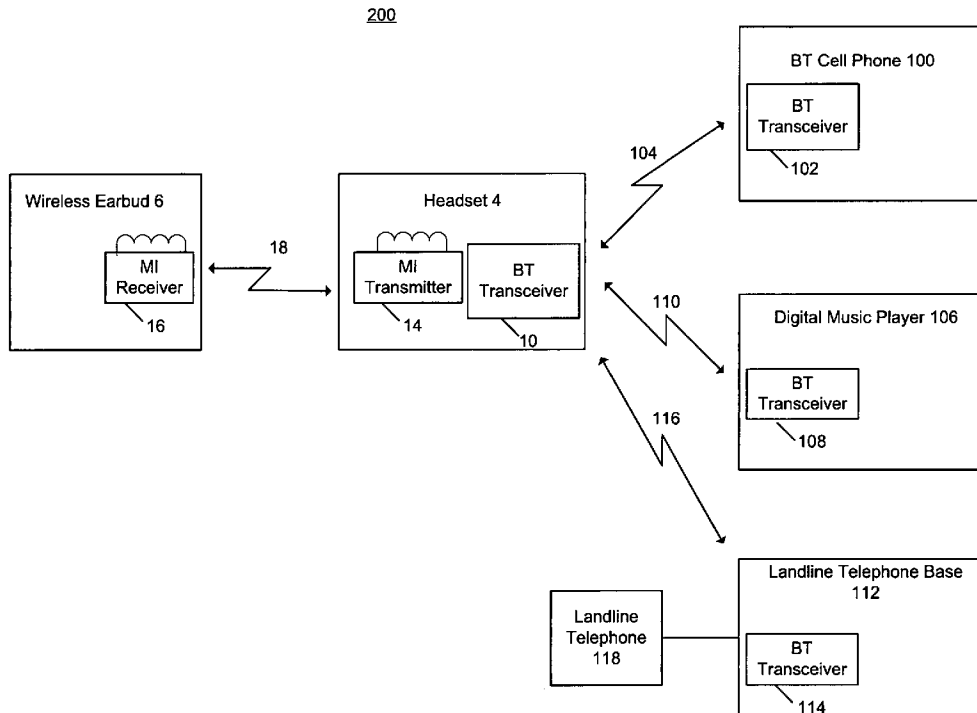 200
BT Cell Phone 100
BT
Transceiver
102
104
Wireless Earbud 6
MI
Receiver
16
18
Headset 4
MI
Transmitter
14
BT
Transceiver
10
110
Digital Music Player 106
BT
Transceiver
108
116
Landline Telephone Base
112
BT
Transceiver
114
Landline
Telephone
118